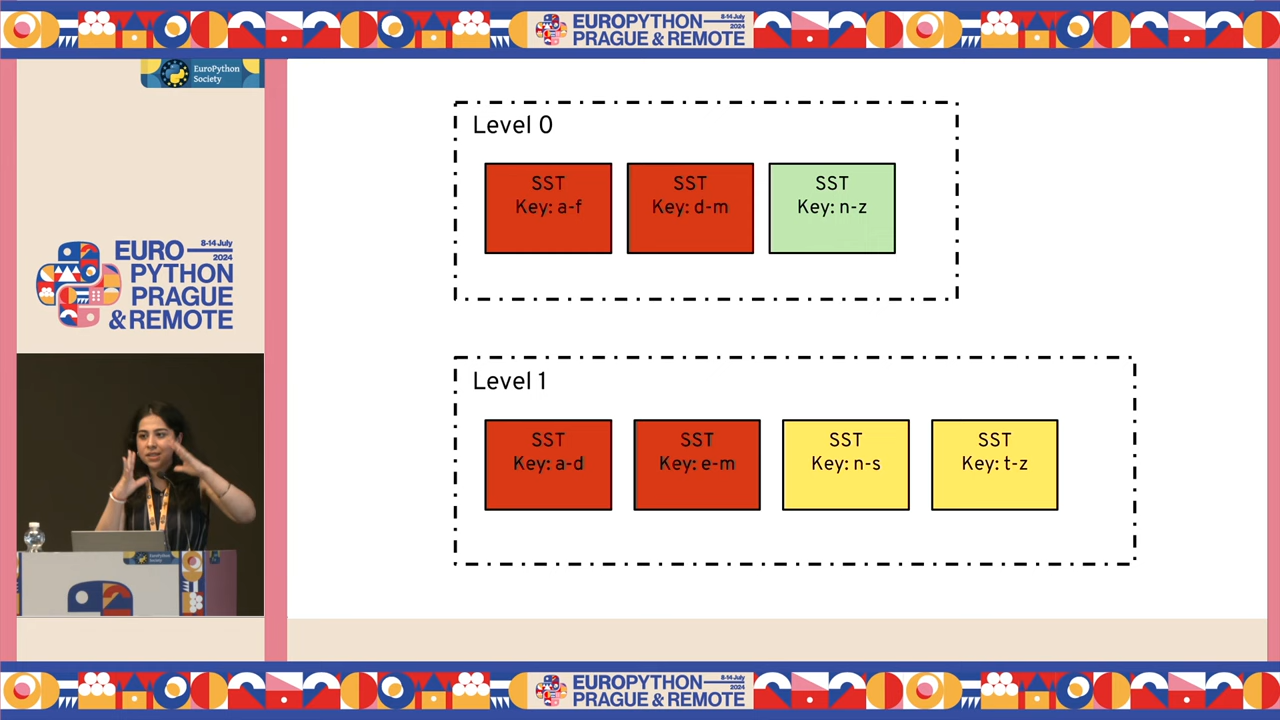 EUROPYTHON
8-14 July
2024
PRAGUE & REMOTE
EuroPython
Society
8-14 July
2024
EURO
PYTHON
PRAGUE
& REMOTE
Level 0
SST
Key: a-f
SST
Key: d-m
SST
Key: n-z
Level 1
SST
Key: a-d
SST
Key: e-m
SST
Key: n-s
SST
Key: t-z
EuroPython
Society
EUROPYTHON
8-14 July
2024
PRAGUE & REMOTE